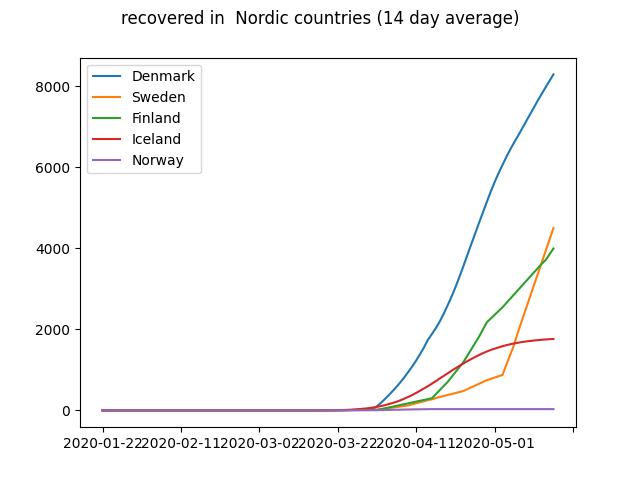 recovered in  Nordic countries (14 day average)
Denmark
Sweden
Finland
Iceland
Norway
8000
6000
4000
2000
0
2020-01-22
2020-02-11
2020-03-02
2020-03-22
2020-04-11
2020-05-01